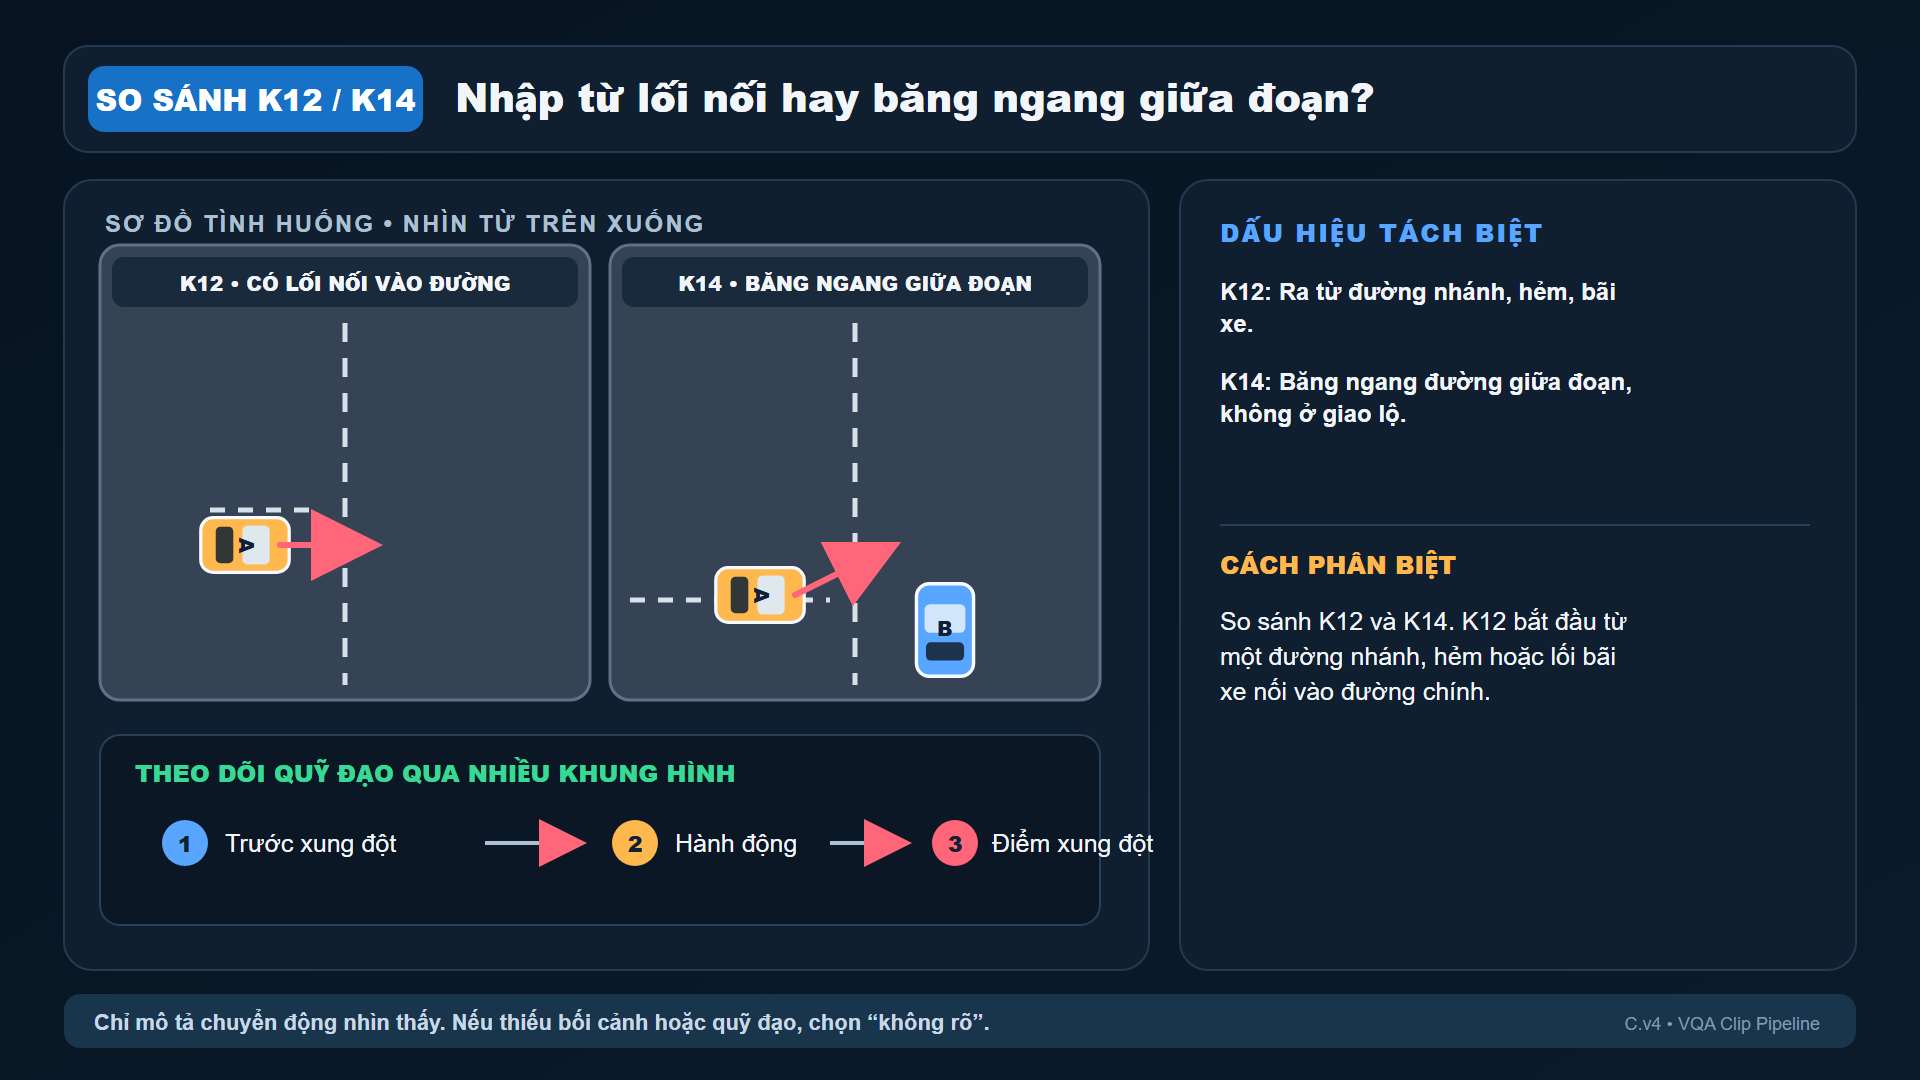 SO SÁNH K12 / K14
Nhập từ lối nối hay băng ngang giữa đoạn?
SƠ ĐỒ TÌNH HUỐNG • NHÌN TỪ TRÊN XUỐNG
K12 • CÓ LỐI NỐI VÀO ĐƯỜNG
K14 • BĂNG NGANG GIỮA ĐOẠN
A
A
B
THEO DÕI QUỸ ĐẠO QUA NHIỀU KHUNG HÌNH
1 Trước xung đột
2 Hành động
3 Điểm xung đột
DẤU HIỆU TÁCH BIỆT
K12: Ra từ đường nhánh, hẻm, bãi
xe.
K14: Băng ngang đường giữa đoạn,
không ở giao lộ.
CÁCH PHÂN BIỆT
So sánh K12 và K14. K12 bắt đầu từ
một đường nhánh, hẻm hoặc lối bãi
xe nối vào đường chính.
Chỉ mô tả chuyển động nhìn thấy. Nếu thiếu bối cảnh hoặc quỹ đạo, chọn “không rõ”.
C.v4 • VQA Clip Pipeline